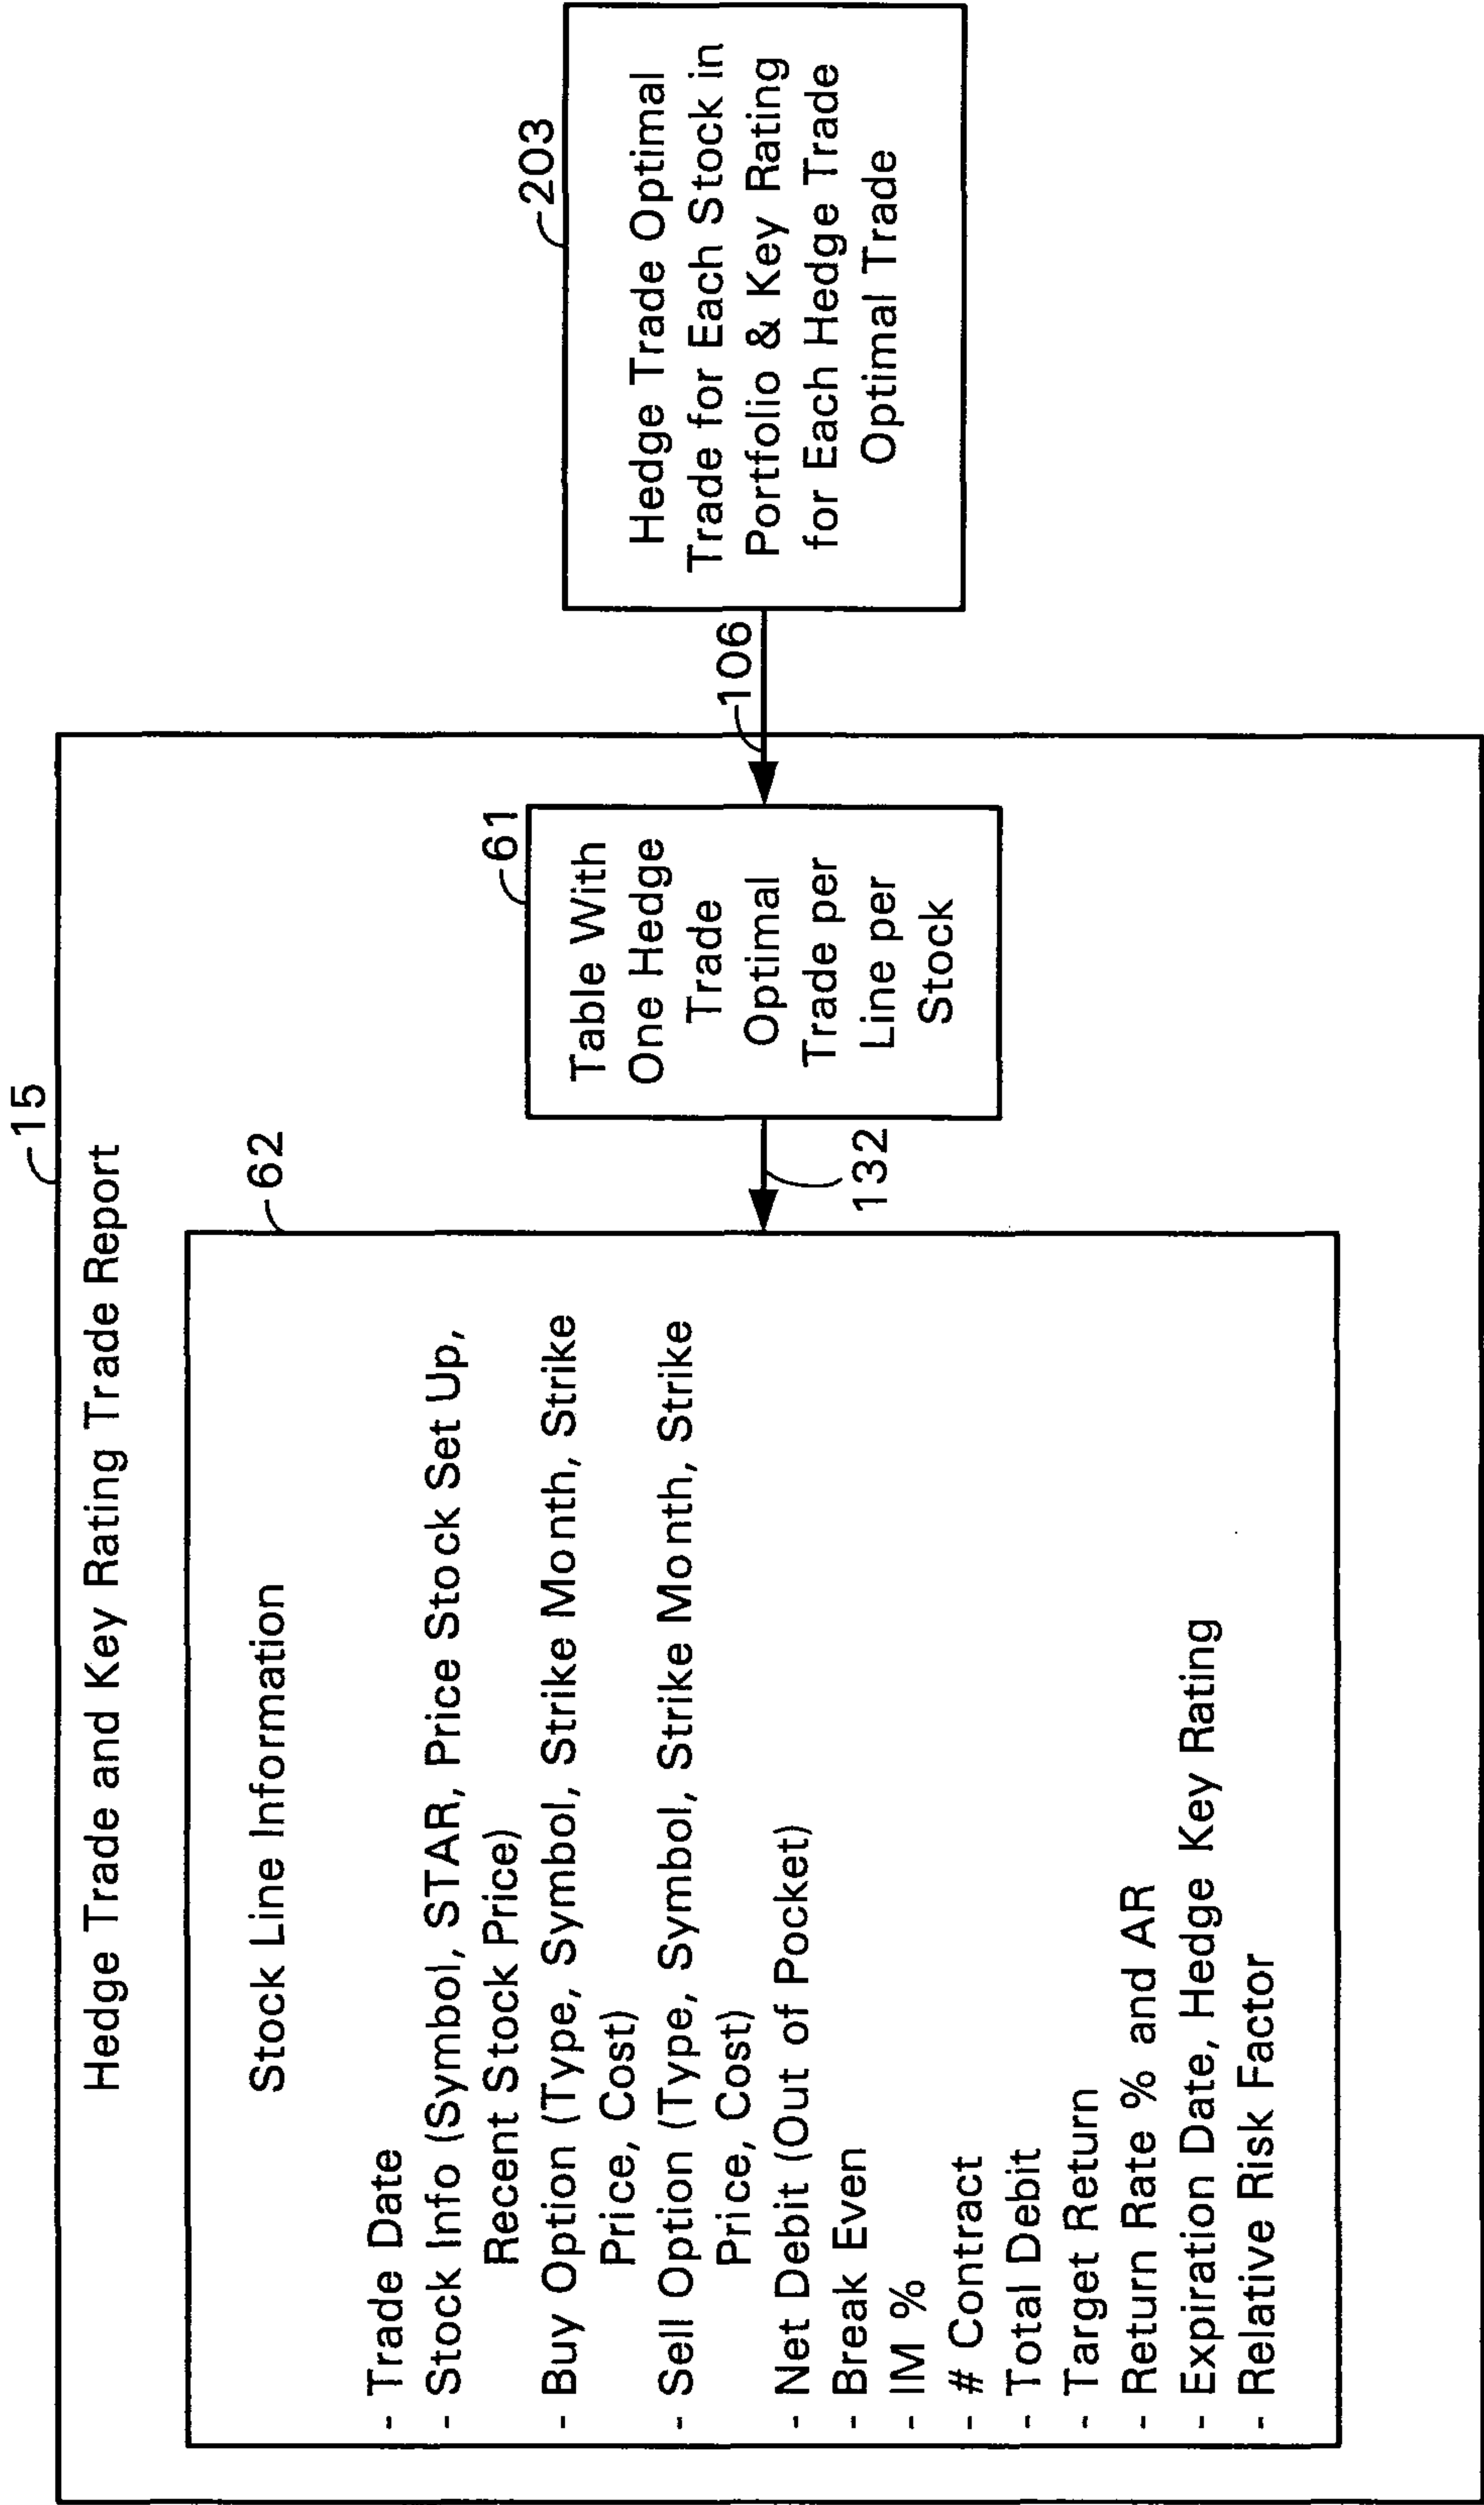 15
Hedge Trade and Key Rating Trade Report
62
Stock Line Information
- Trade Date
- Stock Info (Symbol, STAR, Price Stock Set Up,
Recent Stock Price)
- Buy Option (Type, Symbol, Strike Month, Strike
Price, Cost)
- Sell Option (Type, Symbol, Strike Month, Strike
Price, Cost)
- Net Debit (Out of Pocket)
- Break Even
- IM %
- # Contract
- Total Debit
- Target Return
- Return Rate % and AR
- Expiration Date, Hedge Key Rating
- Relative Risk Factor
132
61
Table With
One Hedge
Trade
Optimal
Trade per
Line per
Stock
106
203
Hedge Trade Optimal
Trade for Each Stock in
Portfolio & Key Rating
for Each Hedge Trade
Optimal Trade